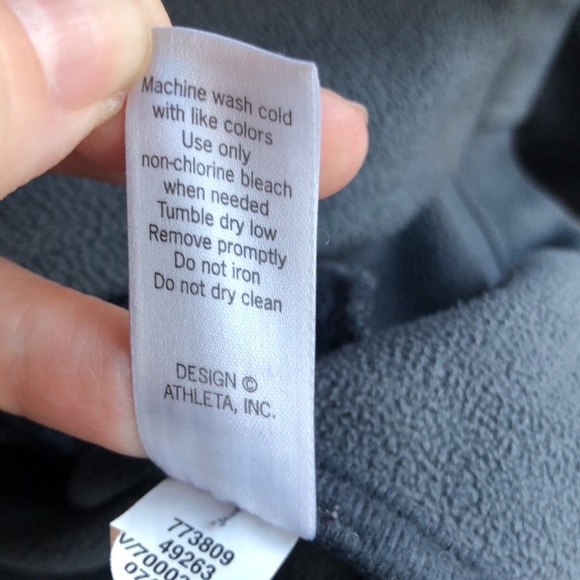 Machine wash cold
with like colors
Use only
non-chlorine bleach
when needed
Tumble dry low
Remove promptly
Do not iron
Do not dry clean
DESIGN ©
ATHLETA, INC.
773809
49263